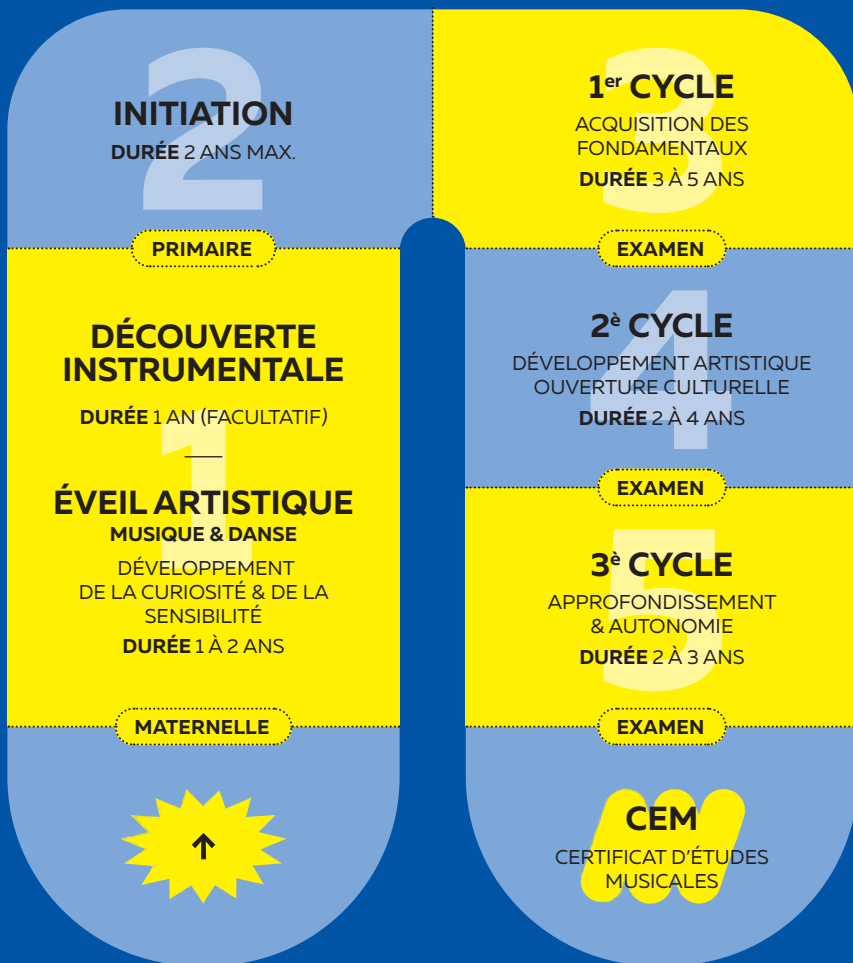 2
INITIATION
DURÉE 2 ANS MAX.
PRIMAIRE
DÉCOUVERTE
INSTRUMENTALE
DURÉE 1 AN (FACULTATIF)
1
ÉVEIL ARTISTIQUE
MUSIQUE & DANSE
DÉVELOPPEMENT
DE LA CURIOSITÉ & DE LA
SENSIBILITÉ
DURÉE 1 À 2 ANS
MATERNELLE
↑
3
1er CYCLE
ACQUISITION DES
FONDAMENTAUX
DURÉE 3 À 5 ANS
EXAMEN
4
2è CYCLE
DÉVELOPPEMENT ARTISTIQUE
OUVERTURE CULTURELLE
DURÉE 2 À 4 ANS
EXAMEN
5
3è CYCLE
APPROFONDISSEMENT
& AUTONOMIE
DURÉE 2 À 3 ANS
EXAMEN
CEM
CERTIFICAT D'ÉTUDES
MUSICALES